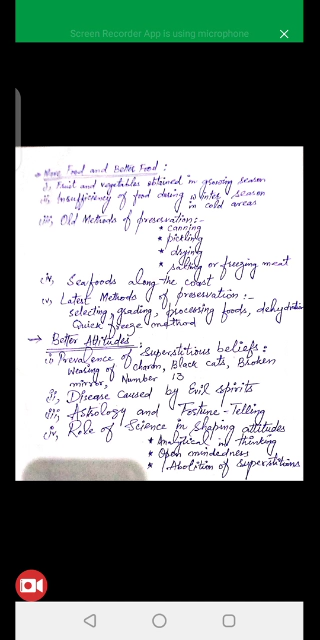 Screen Recorder App is using microphone
→ More Food and Better Food :
i, Fruit and vegetables obtained in growing season
ii, Insufficiency of food during winter season
in cold areas
iii, Old Methods of preservation:-
* canning
* pickling
* drying
* salting or freezing meat
iv, Seafoods along the coast
(v, Latest Methods of preservation :-
selecting, grading, processing foods, dehydration
Quick freeze method
→ Better Attitudes :
i, Prevalence of superstitious beliefs :
Wearing of charm, Black cats, Broken
mirror, Number 13
ii, Disease caused by Evil spirits
iii, Astrology and Fortune-Telling
iv, Role of Science in shaping attitudes
* Analytical in thinking
* Open mindedness
* Abolition of superstitions